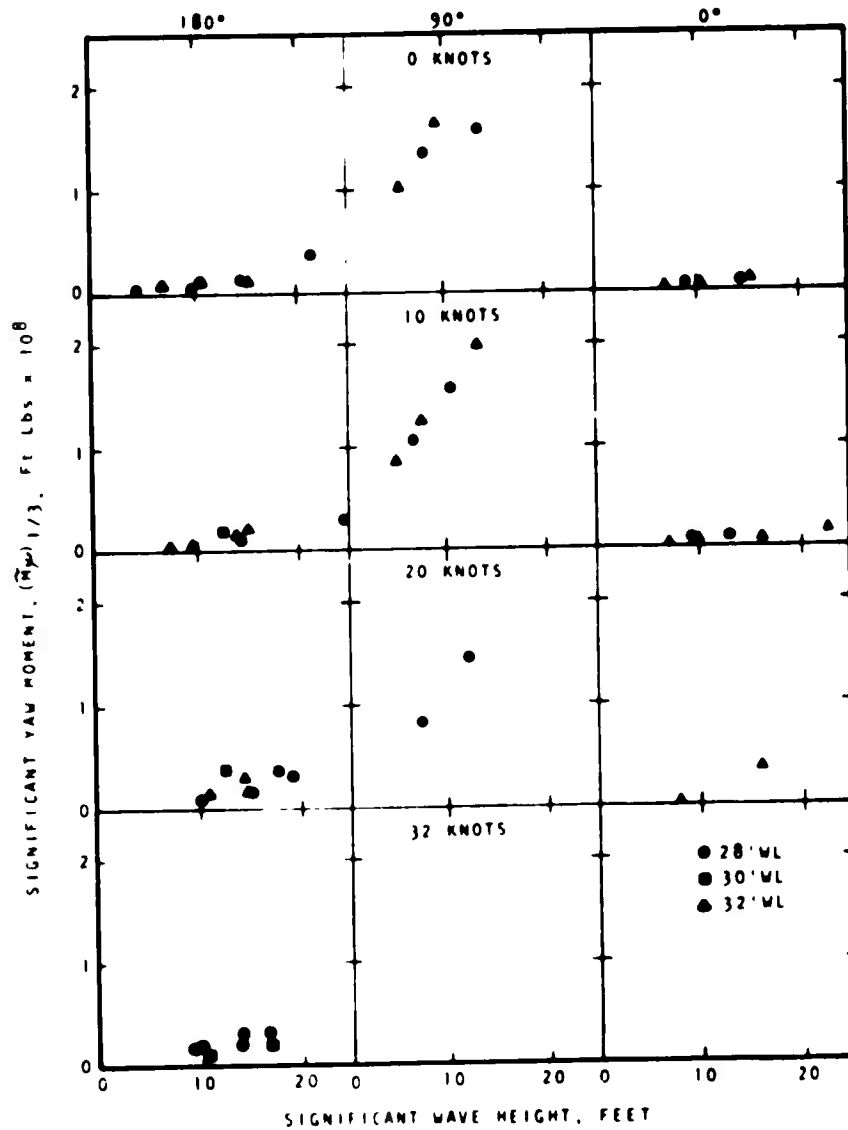 180° 90° 0°
0 KNOTS
2
1
0
10 KNOTS
2
1
0
20 KNOTS
2
1
0
32 KNOTS
2
1
0
● 28'WL
■ 30'WL
▲ 32'WL
0 10 20 0 10 20 0 10 20
SIGNIFICANT WAVE HEIGHT, FEET
SIGNIFICANT YAW MOMENT, 1/3, Ft Lbs x 10⁸